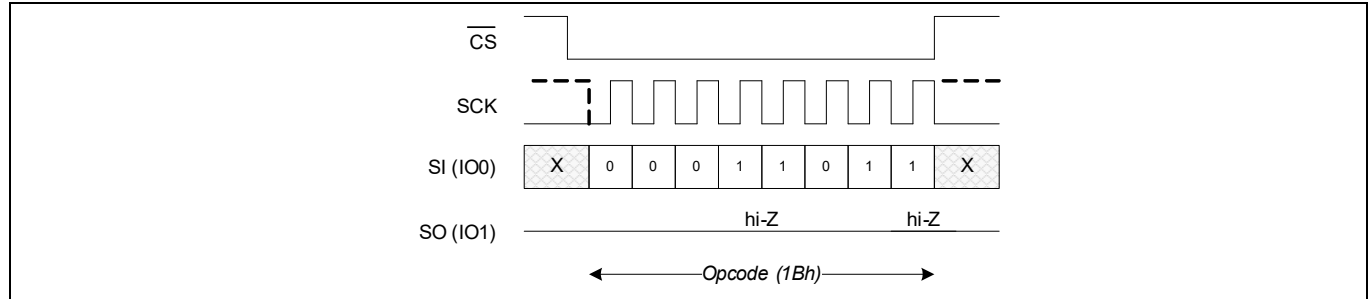 CS
SCK
SI (IO0) X 0 0 0 1 1 0 1 1 X
hi-Z hi-Z
SO (IO1)
Opcode (1Bh)